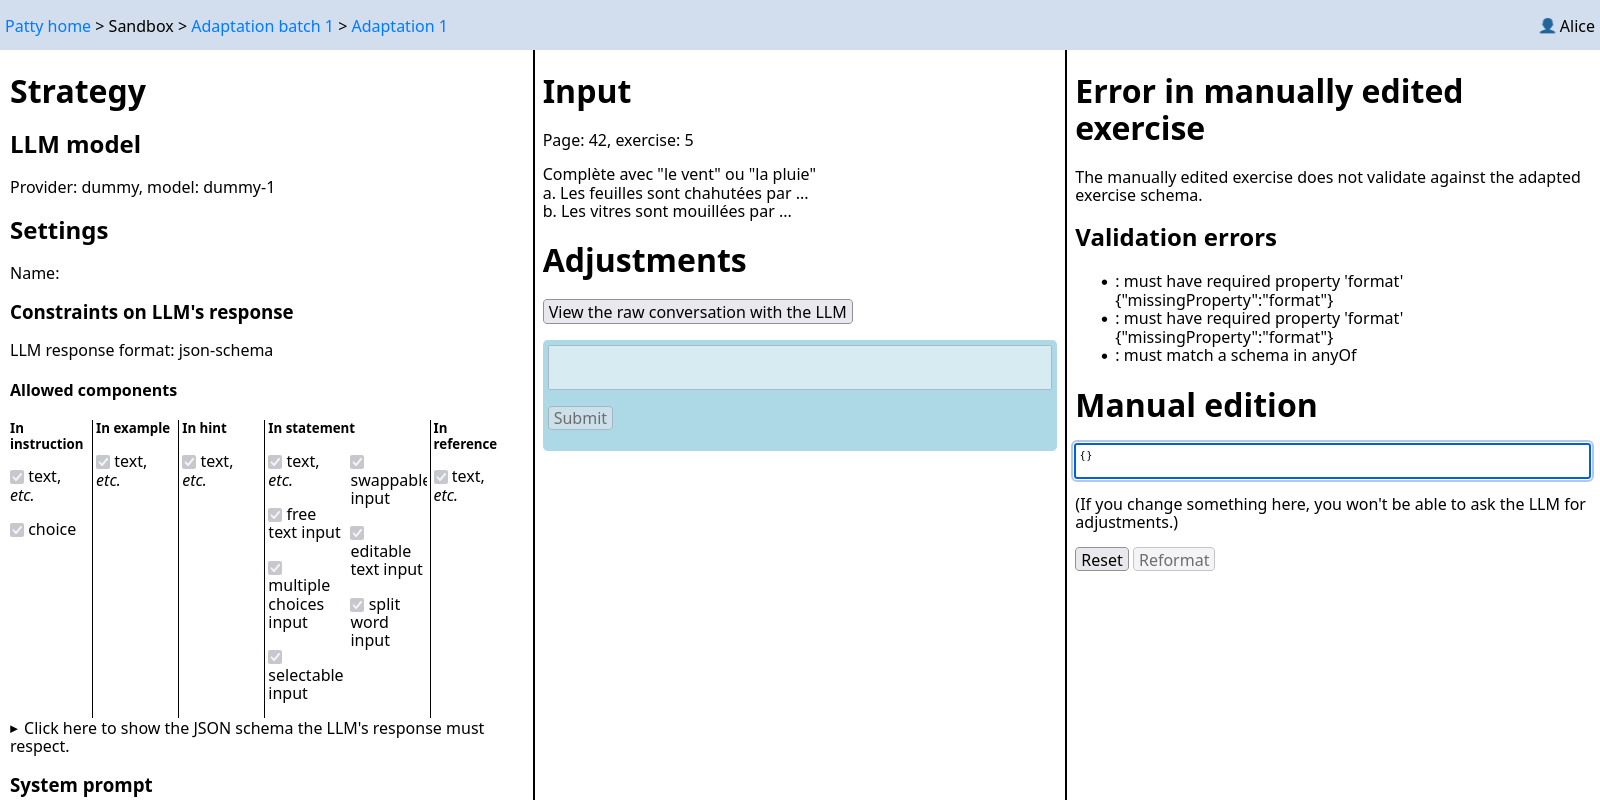 Patty home > Sandbox > Adaptation batch 1 > Adaptation 1
Alice
Strategy
LLM model
Provider: dummy, model: dummy-1
Settings
Name:
Constraints on LLM's response
LLM response format: json-schema
Allowed components
In
instruction
text,
etc.
choice
In example
text,
etc.
In hint
text,
etc.
In statement
text,
etc.
free
text input
multiple
choices
input
selectable
input
swappable
input
editable
text input
split
word
input
In
reference
text,
etc.
▸ Click here to show the JSON schema the LLM's response must
respect.
System prompt
Input
Page: 42, exercise: 5
Complète avec "le vent" ou "la pluie"
a. Les feuilles sont chahutées par ...
b. Les vitres sont mouillées par ...
Adjustments
View the raw conversation with the LLM
Submit
Error in manually edited
exercise
The manually edited exercise does not validate against the adapted
exercise schema.
Validation errors
• : must have required property 'format'
{"missingProperty":"format"}
• : must have required property 'format'
{"missingProperty":"format"}
• : must match a schema in anyOf
Manual edition
{}
(If you change something here, you won't be able to ask the LLM for
adjustments.)
Reset Reformat